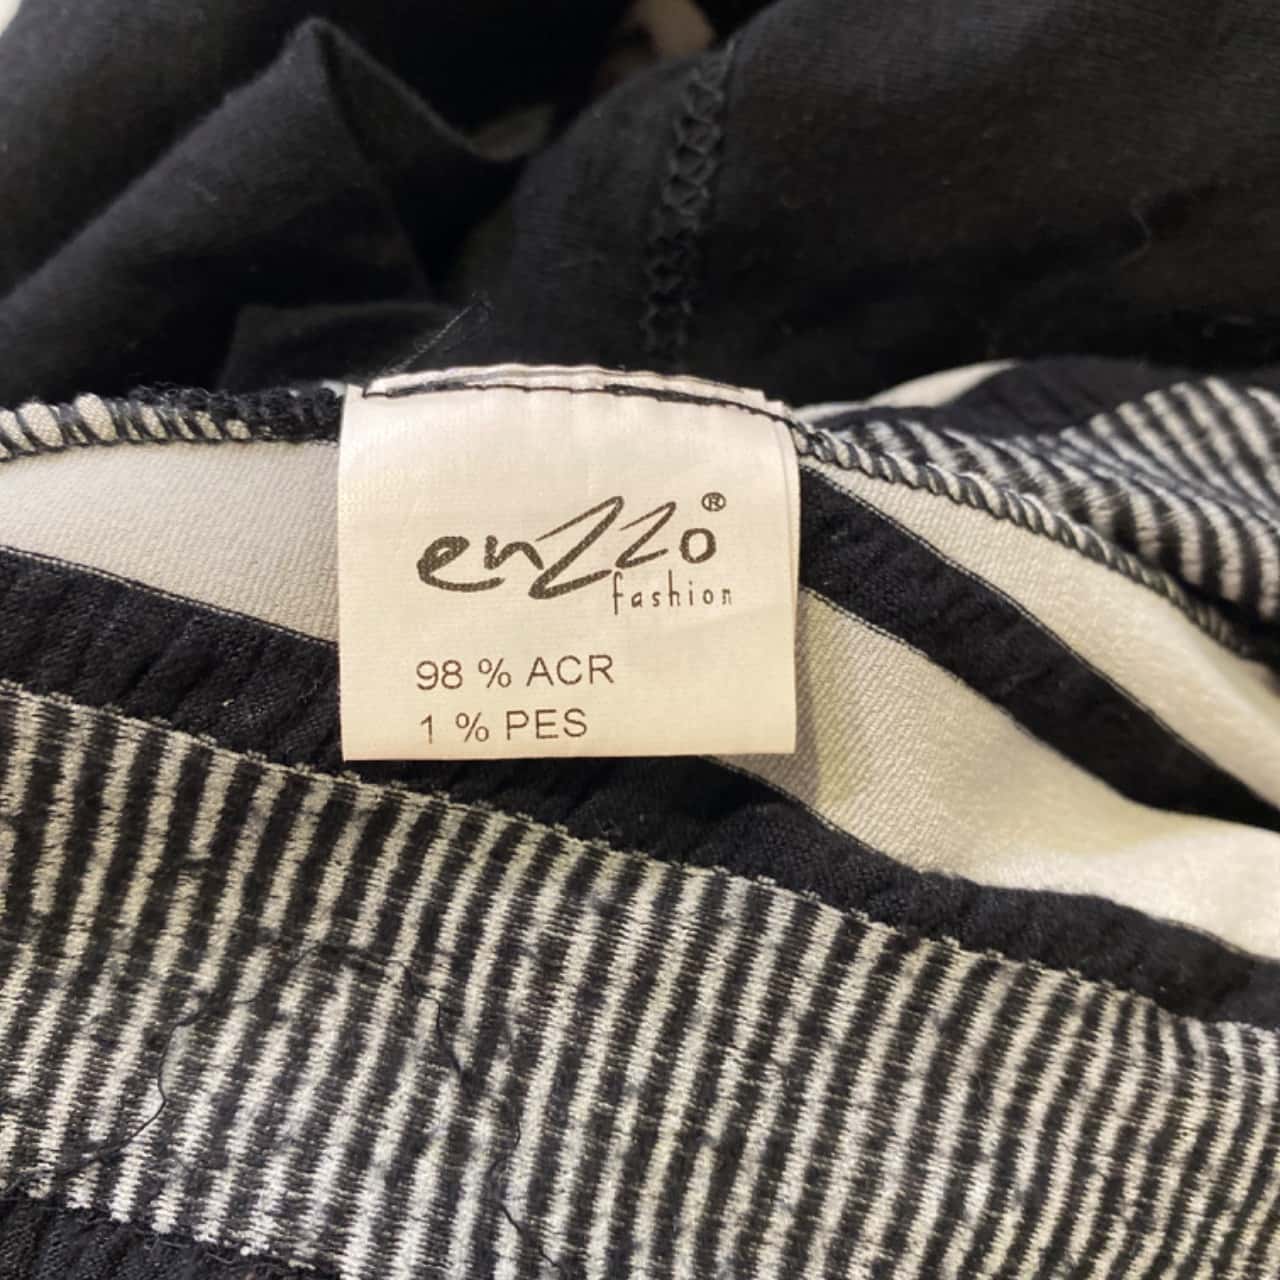 enzzo®
fashion
98 % ACR
1 % PES